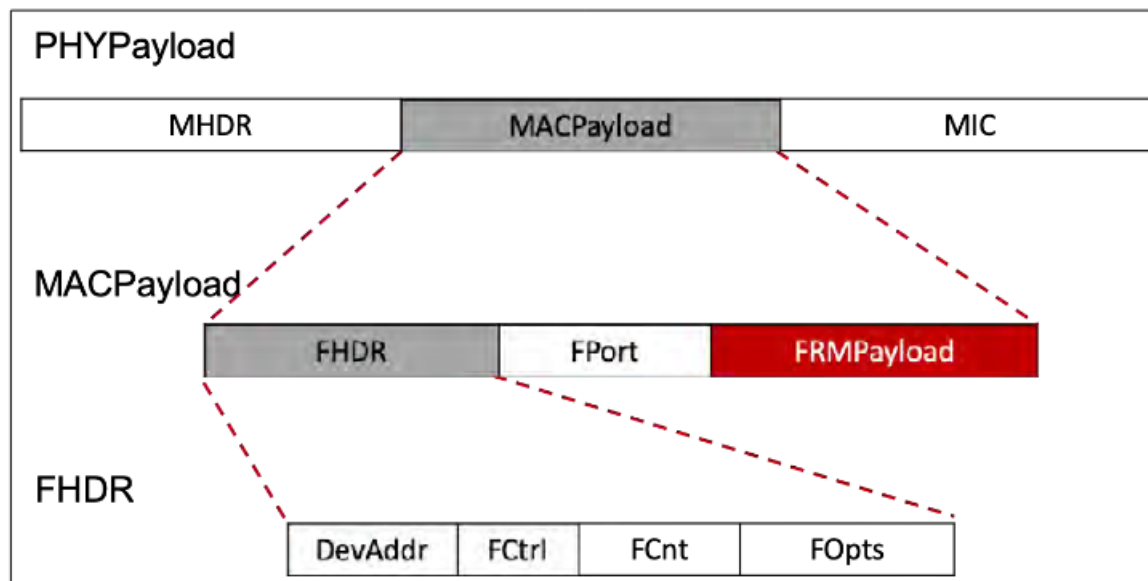 PHYPayload
MHDR MACPayload MIC
MACPayload
FHDR FPort FRMPayload
FHDR
DevAddr FCtrl FCnt FOpts